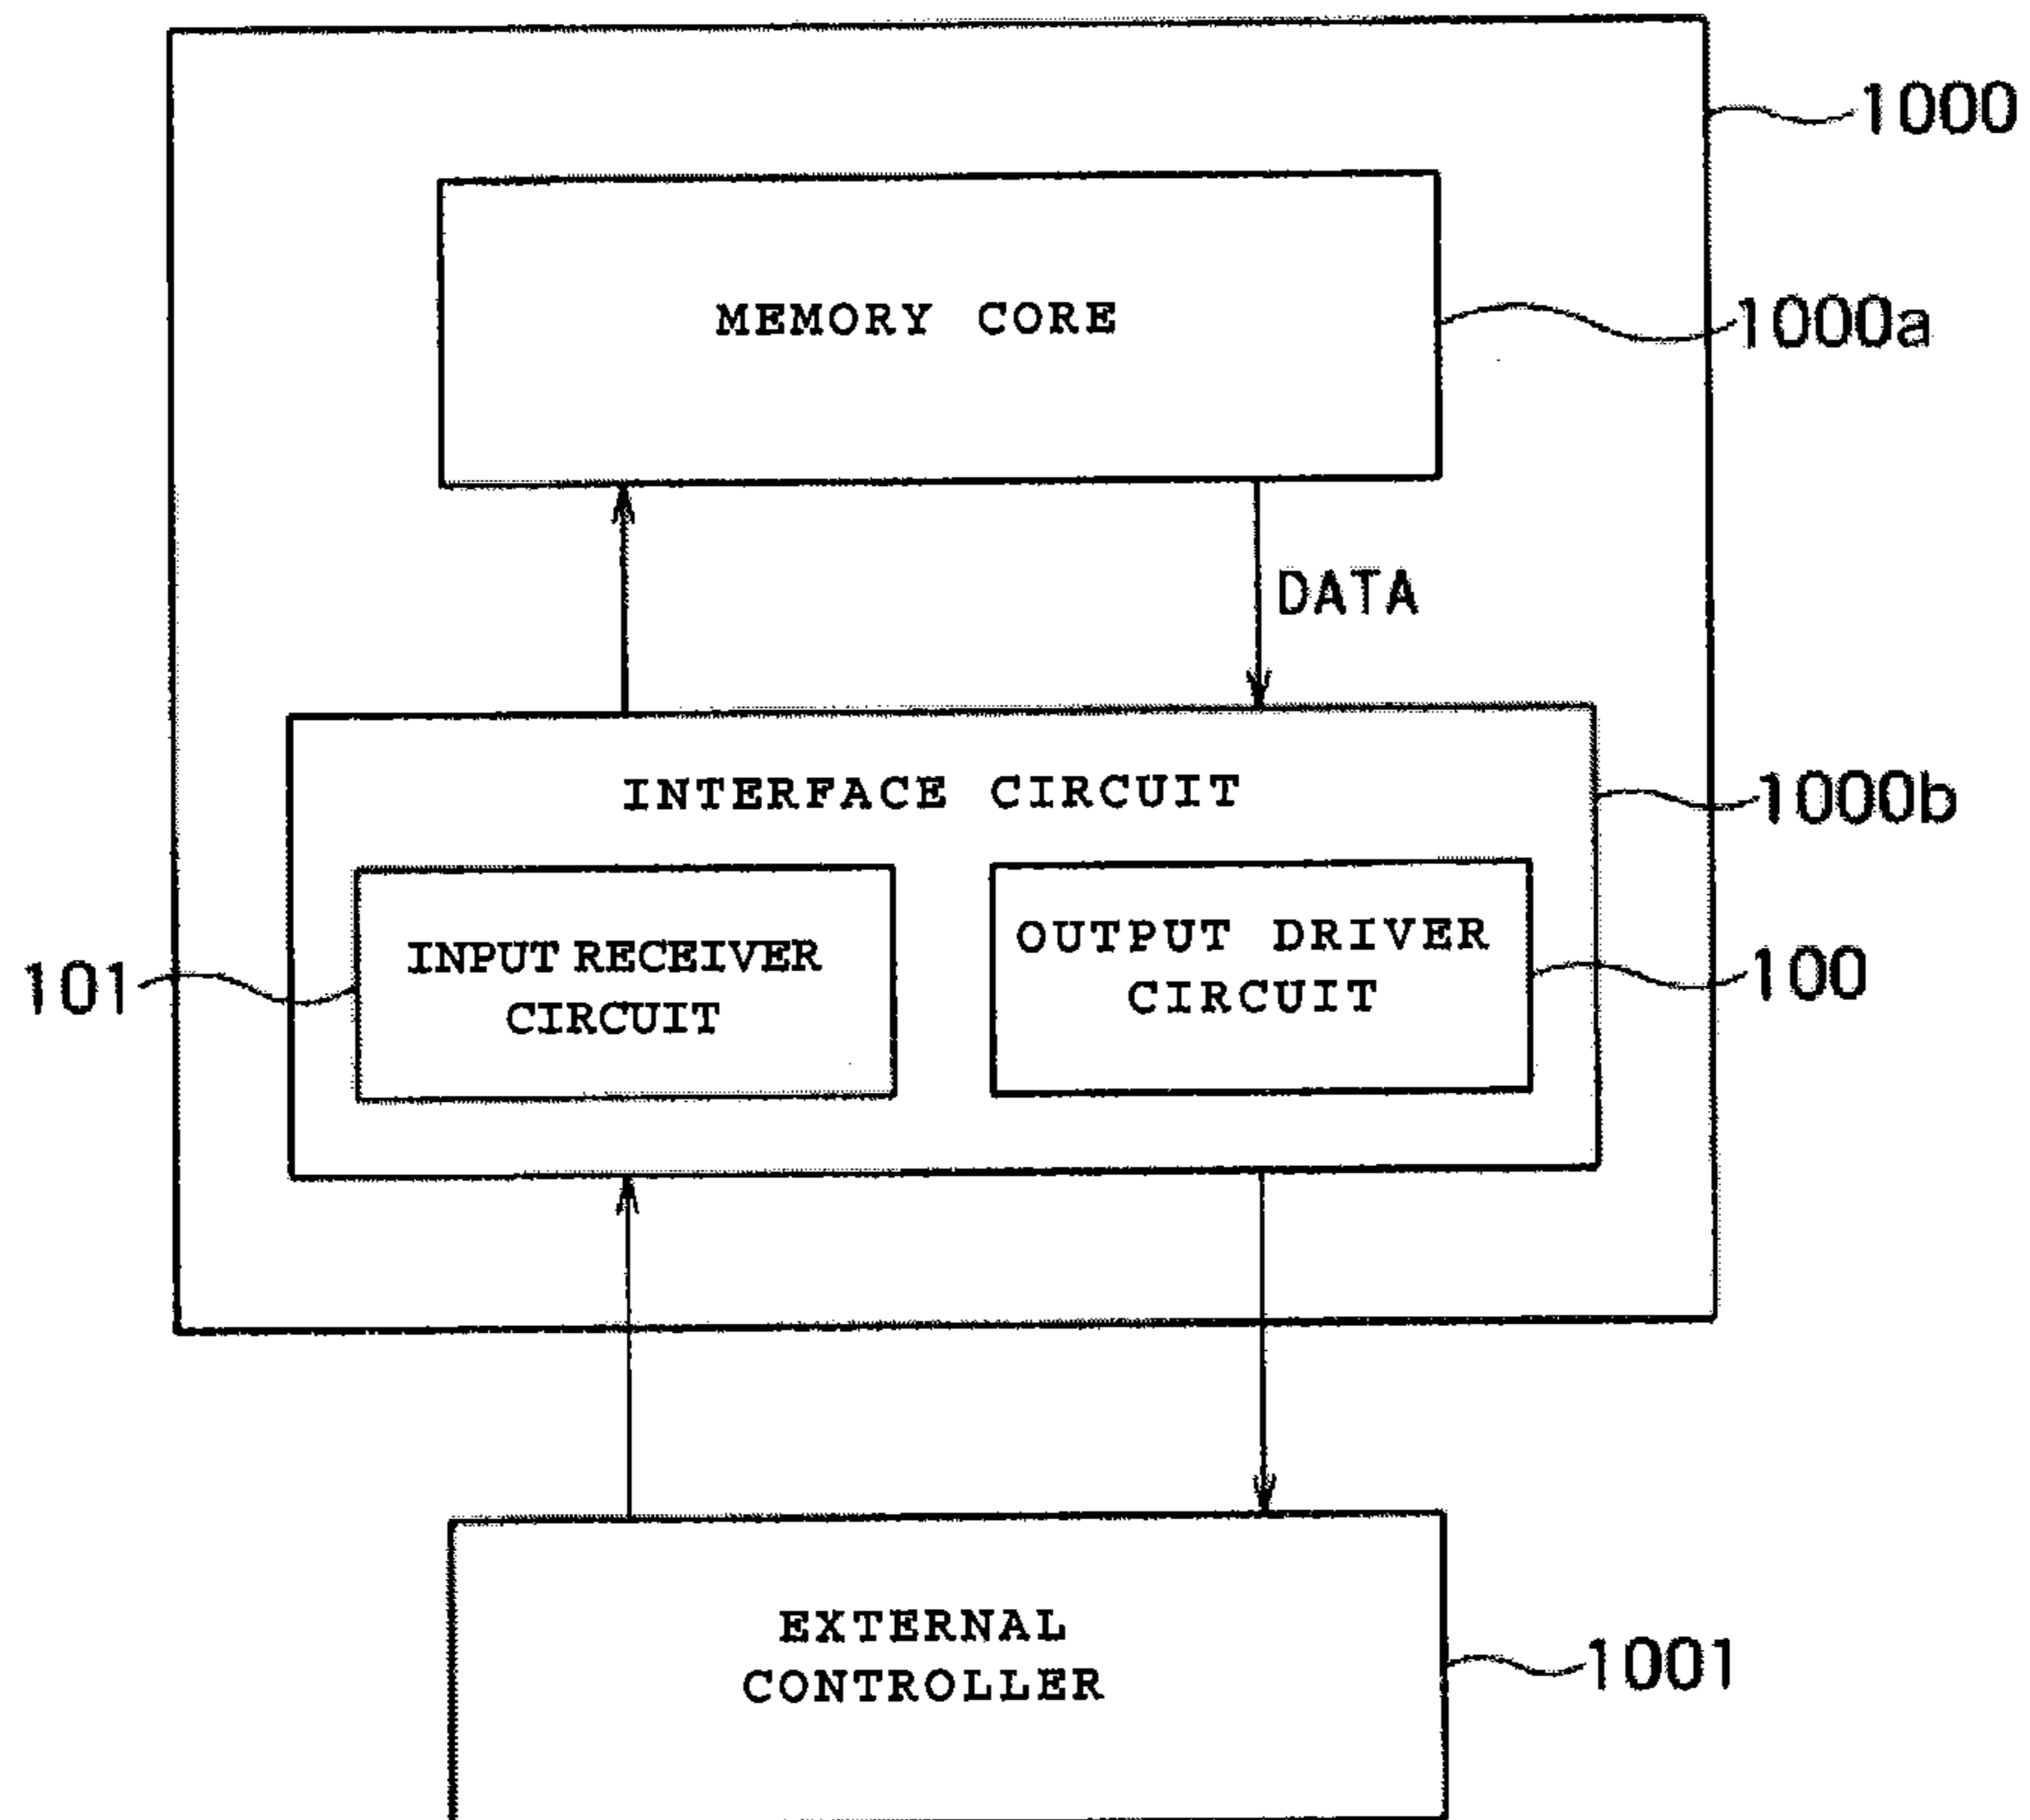 1000
MEMORY CORE
1000a
DATA
INTERFACE CIRCUIT
1000b
101
INPUT RECEIVER
CIRCUIT
OUTPUT DRIVER
CIRCUIT
100
EXTERNAL
CONTROLLER
1001